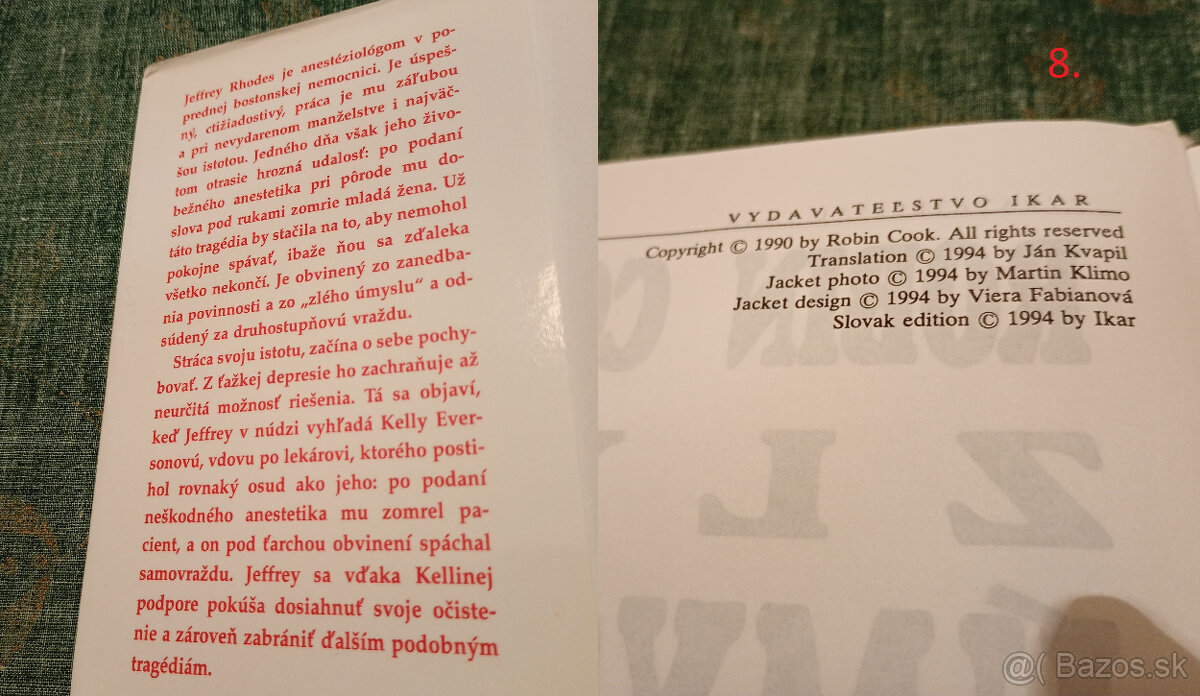 Jeffrey Rhodes je anestéziológom v po-
prednej bostonskej nemocnici. Je úspeš-
ný, ctižiadostivý, práca je mu záľubou
a pri nevydarenom manželstve i najväč-
šou istotou. Jedného dňa však jeho živo-
tom otrasie hrozná udalosť: po podaní
bežného anestetika pri pôrode mu do-
slova pod rukami zomrie mladá žena. Už
táto tragédia by stačila na to, aby nemohol
pokojne spávať, ibaže ňou sa zďaleka
všetko nekončí. Je obvinený zo zanedba-
nia povinnosti a zo „zlého úmyslu“ a od-
súdený za druhostupňovú vraždu.
Stráca svoju istotu, začína o sebe pochy-
bovať. Z ťažkej depresie ho zachraňuje až
neurčitá možnosť riešenia. Tá sa objaví,
keď Jeffrey v núdzi vyhľadá Kelly Ever-
sonovú, vdovu po lekárovi, ktorého posti-
hol rovnaký osud ako jeho: po podaní
neškodného anestetika mu zomrel pa-
cient, a on pod ťarchou obvinení spáchal
samovraždu. Jeffrey sa vďaka Kellinej
podpore pokúša dosiahnuť svoje očiste-
nie a zároveň zabrániť ďalším podobným
tragédiám.
8.
VYDAVATEĽSTVO IKAR
Copyright © 1990 by Robin Cook. All rights reserved
Translation © 1994 by Ján Kvapil
Jacket photo © 1994 by Martin Klimo
Jacket design © 1994 by Viera Fabianová
Slovak edition © 1994 by Ikar
@( Bazos.sk